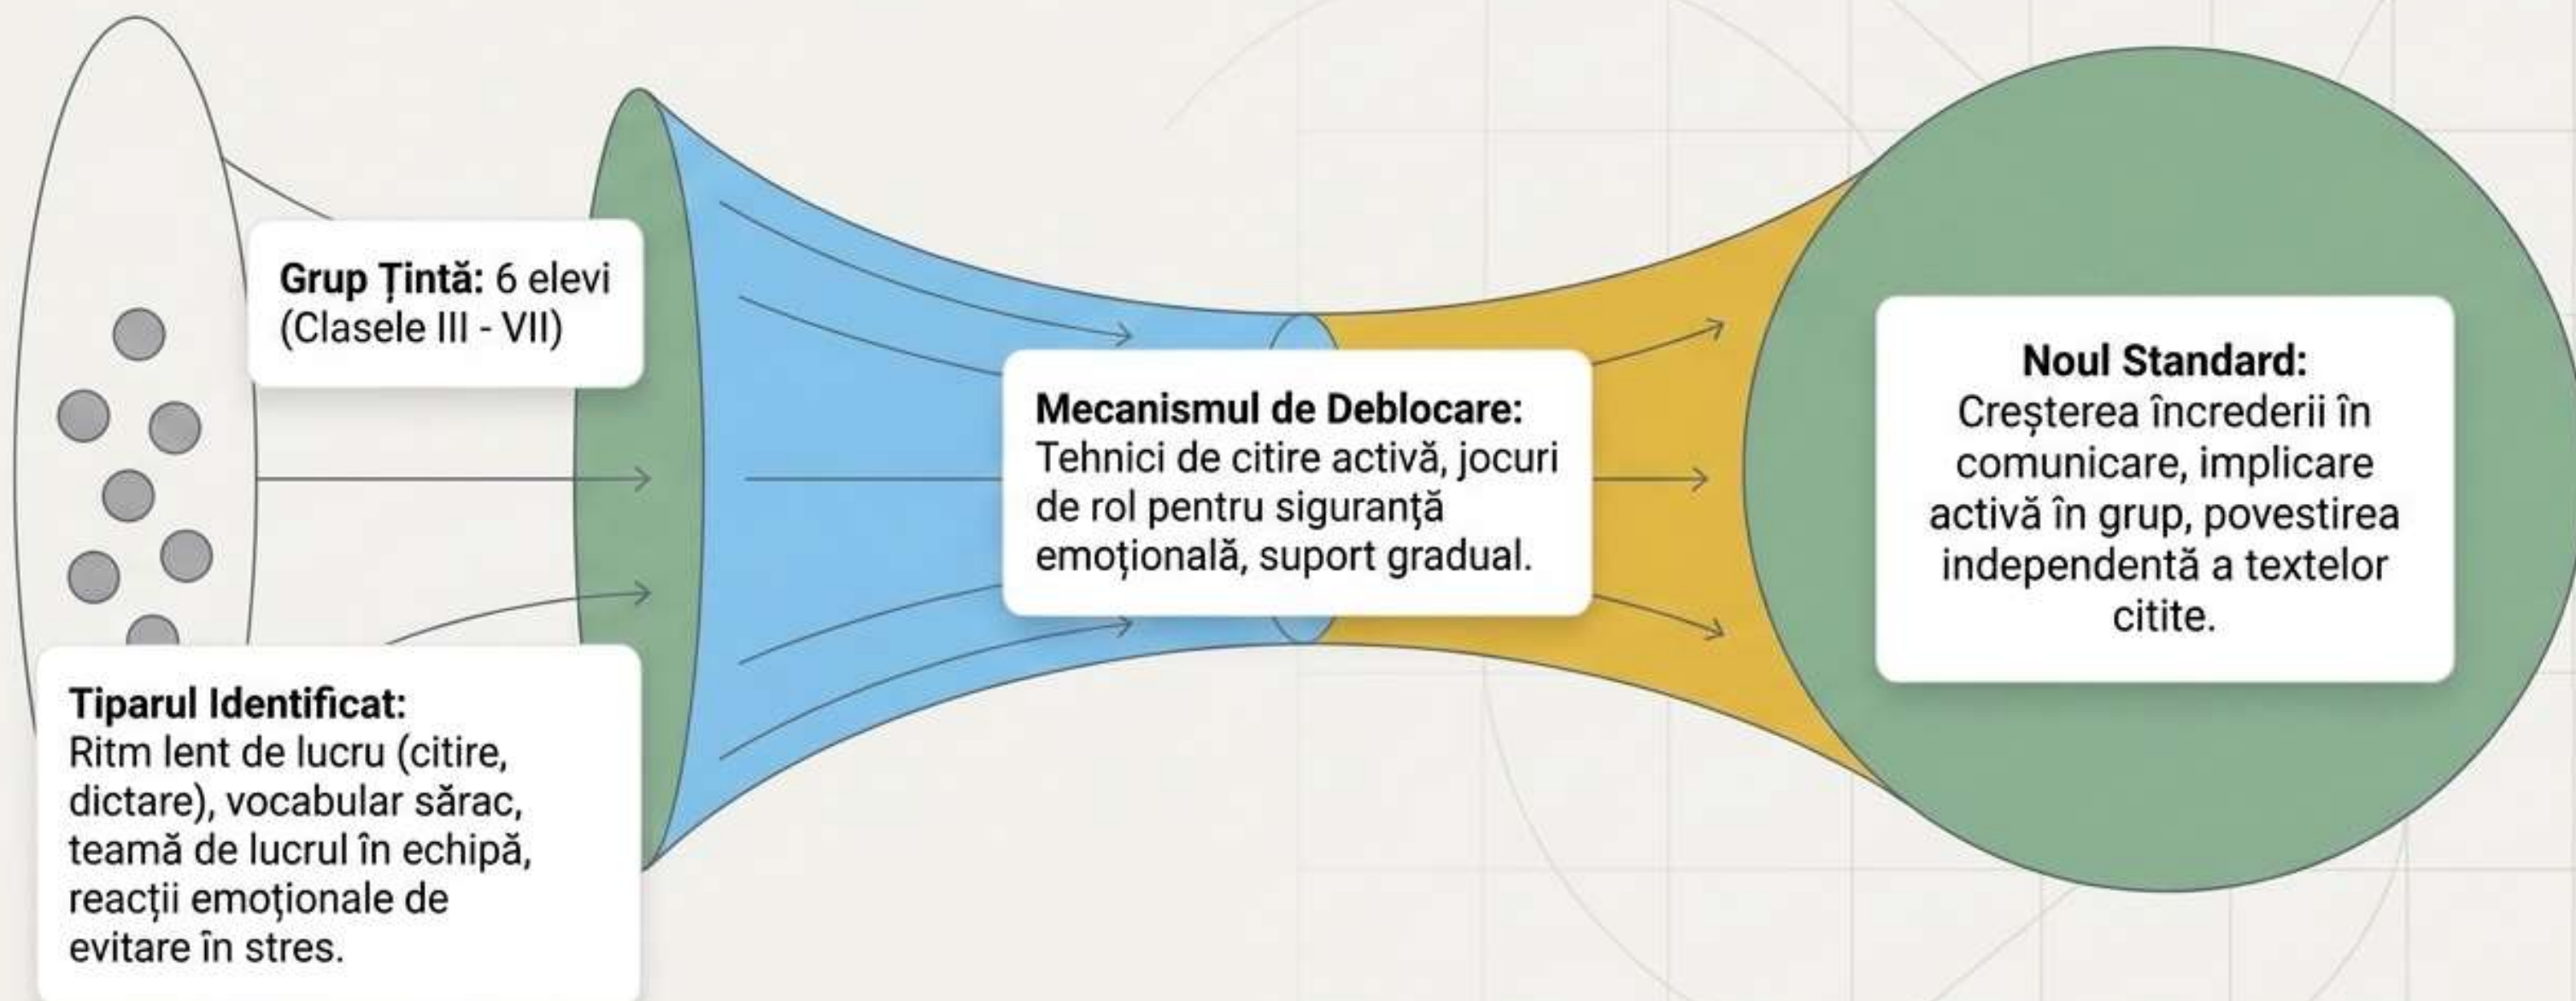 Grup Țintă: 6 elevi
(Clasele III - VII)
Tiparul Identificat:
Ritm lent de lucru (citire,
dictare), vocabular sărac,
teamă de lucrul în echipă,
reacții emoționale de
evitare în stres.
Mecanismul de Deblocare:
Tehnici de citire activă, jocuri
de rol pentru siguranță
emoțională, suport gradual.
Noul Standard:
Creșterea încrederii în
comunicare, implicare
activă în grup, povestirea
independentă a textelor
citite.